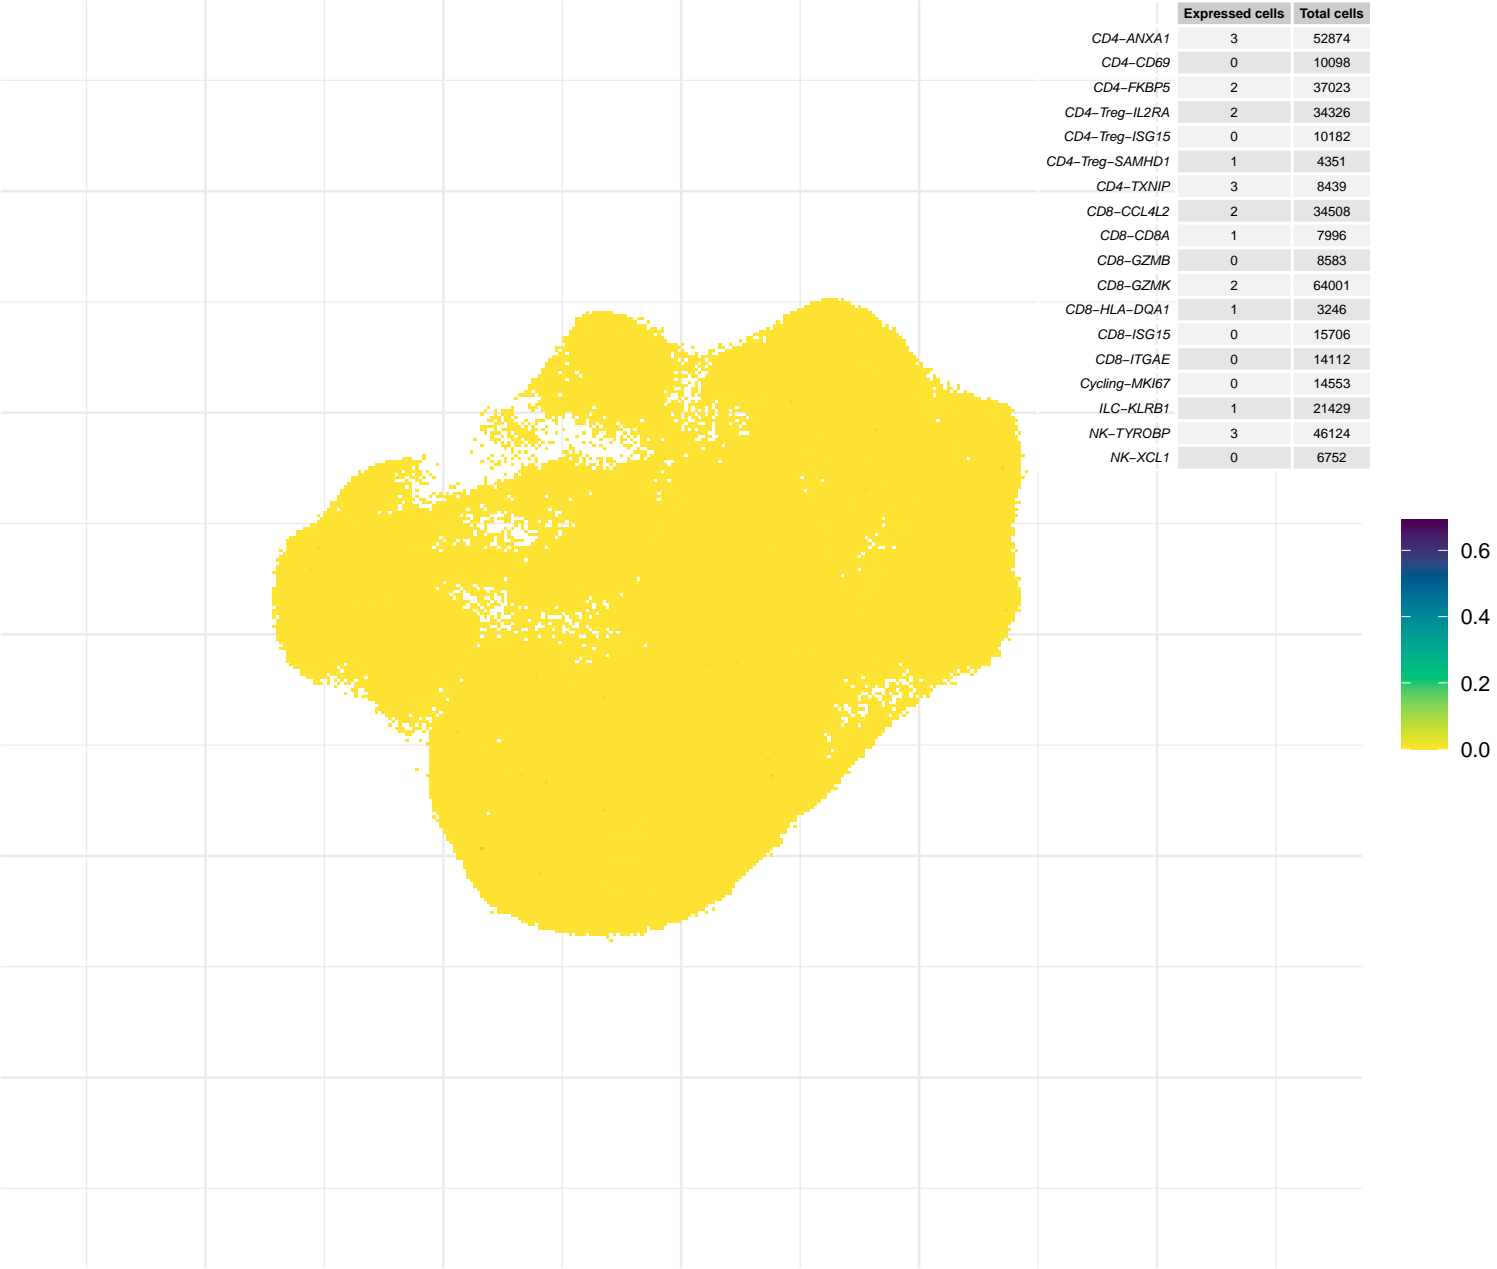 Expressed cells Total cells
CD4−ANXA1 3 52874
CD4−CD69 0 10098
CD4−FKBP5 2 37023
CD4−Treg−IL2RA 2 34326
CD4−Treg−ISG15 0 10182
CD4−Treg−SAMHD1 1 4351
CD4−TXNIP 3 8439
CD8−CCL4L2 2 34508
CD8−CD8A 1 7996
CD8−GZMB 0 8583
CD8−GZMK 2 64001
CD8−HLA−DQA1 1 3246
CD8−ISG15 0 15706
CD8−ITGAE 0 14112
Cycling−MKI67 0 14553
ILC−KLRB1 1 21429
NK−TYROBP 3 46124
NK−XCL1 0 6752
0.6
0.4
0.2
0.0